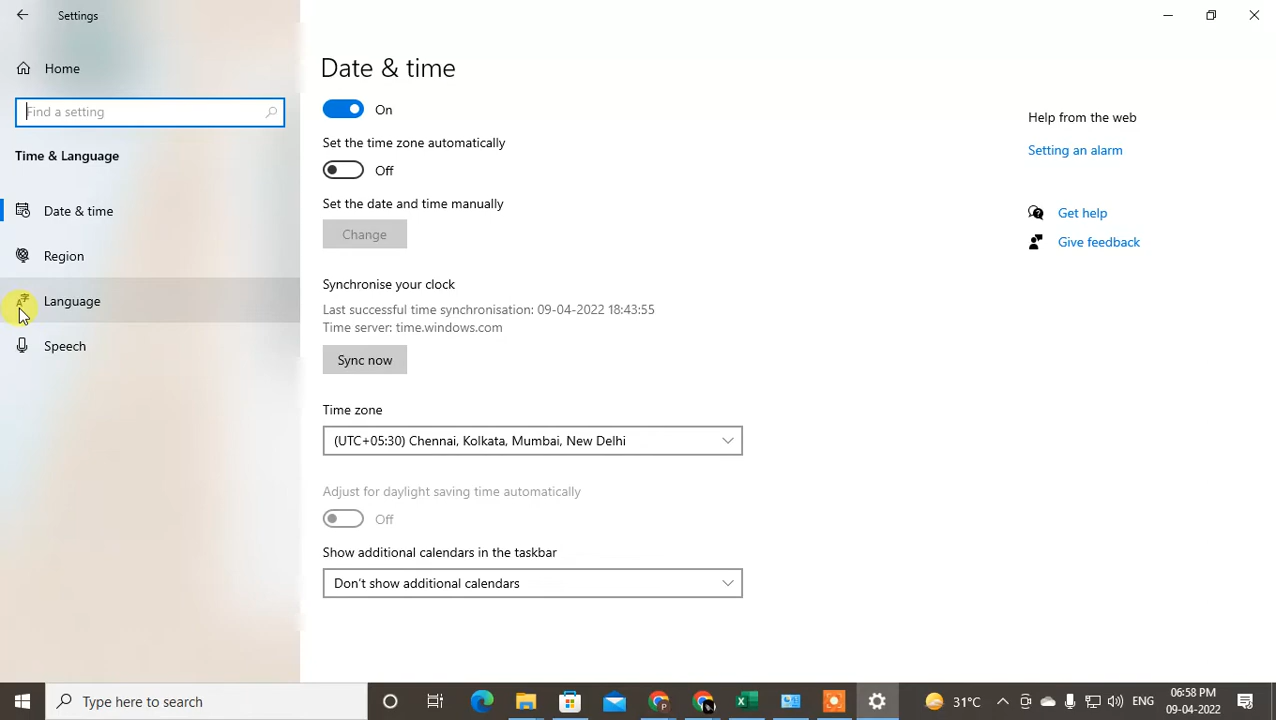 Settings
Home
Find a setting
Time & Language
Date & time
Region
Language
Speech
Date & time
On
Set the time zone automatically
Off
Set the date and time manually
Change
Synchronise your clock
Last successful time synchronisation: 09-04-2022 18:43:55
Time server: time.windows.com
Sync now
Time zone
(UTC+05:30) Chennai, Kolkata, Mumbai, New Delhi
Adjust for daylight saving time automatically
Off
Show additional calendars in the taskbar
Don't show additional calendars
Help from the web
Setting an alarm
Get help
Give feedback
Type here to search
31°C
ENG
06:58 PM
09-04-2022